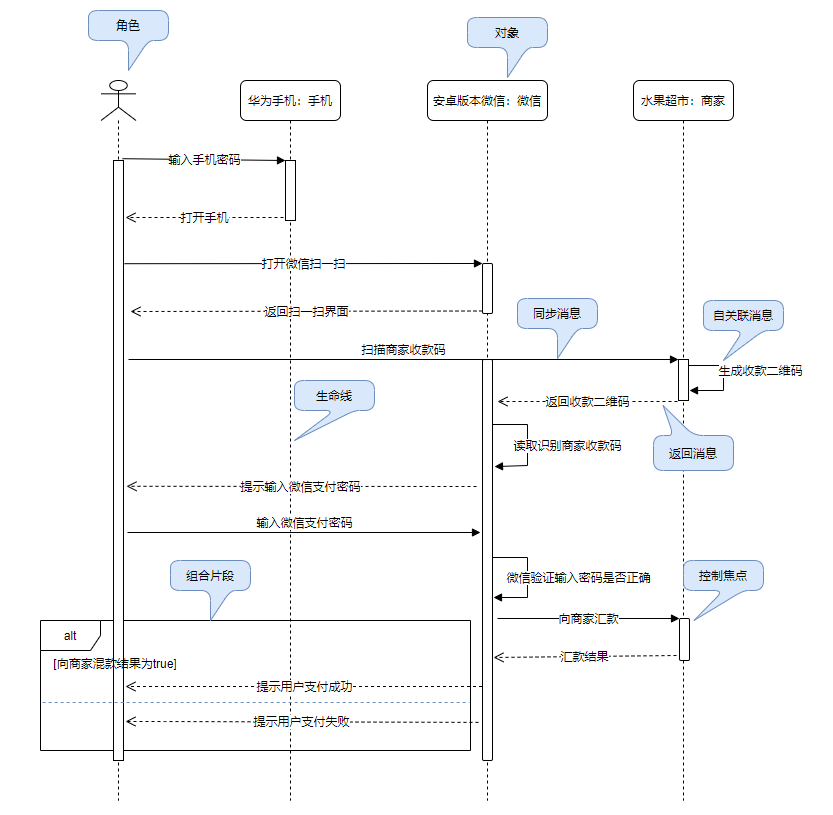 角色
对象
华为手机：手机
安卓版本微信：微信
水果超市：商家
输入手机密码
打开手机
打开微信扫一扫
返回扫一扫界面
同步消息
自关联消息
扫描商家收款码
生成收款二维码
生命线
返回收款二维码
读取识别商家收款码
返回消息
提示输入微信支付密码
输入微信支付密码
组合片段
微信验证输入密码是否正确
控制焦点
向商家汇款
alt
汇款结果
[向商家混款结果为true]
提示用户支付成功
提示用户支付失败